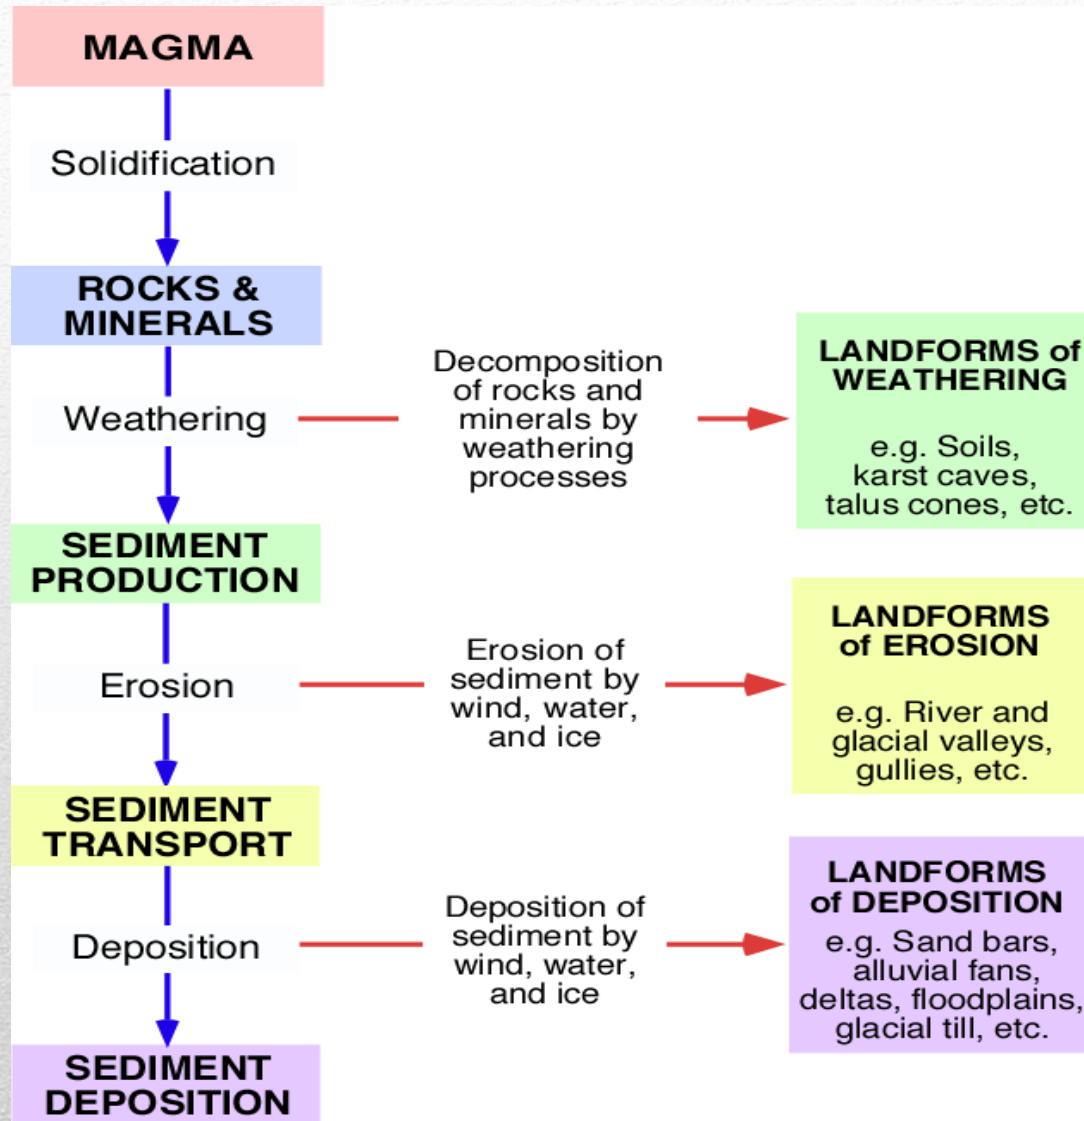 MAGMA
Solidification
ROCKS &
MINERALS
Weathering
Decomposition
of rocks and
minerals by
weathering
processes
LANDFORMS of
WEATHERING
e.g. Soils,
karst caves,
talus cones, etc.
SEDIMENT
PRODUCTION
Erosion
Erosion of
sediment by
wind, water,
and ice
LANDFORMS
of EROSION
e.g. River and
glacial valleys,
gullies, etc.
SEDIMENT
TRANSPORT
Deposition
Deposition of
sediment by
wind, water,
and ice
LANDFORMS
of DEPOSITION
e.g. Sand bars,
alluvial fans,
deltas, floodplains,
glacial till, etc.
SEDIMENT
DEPOSITION